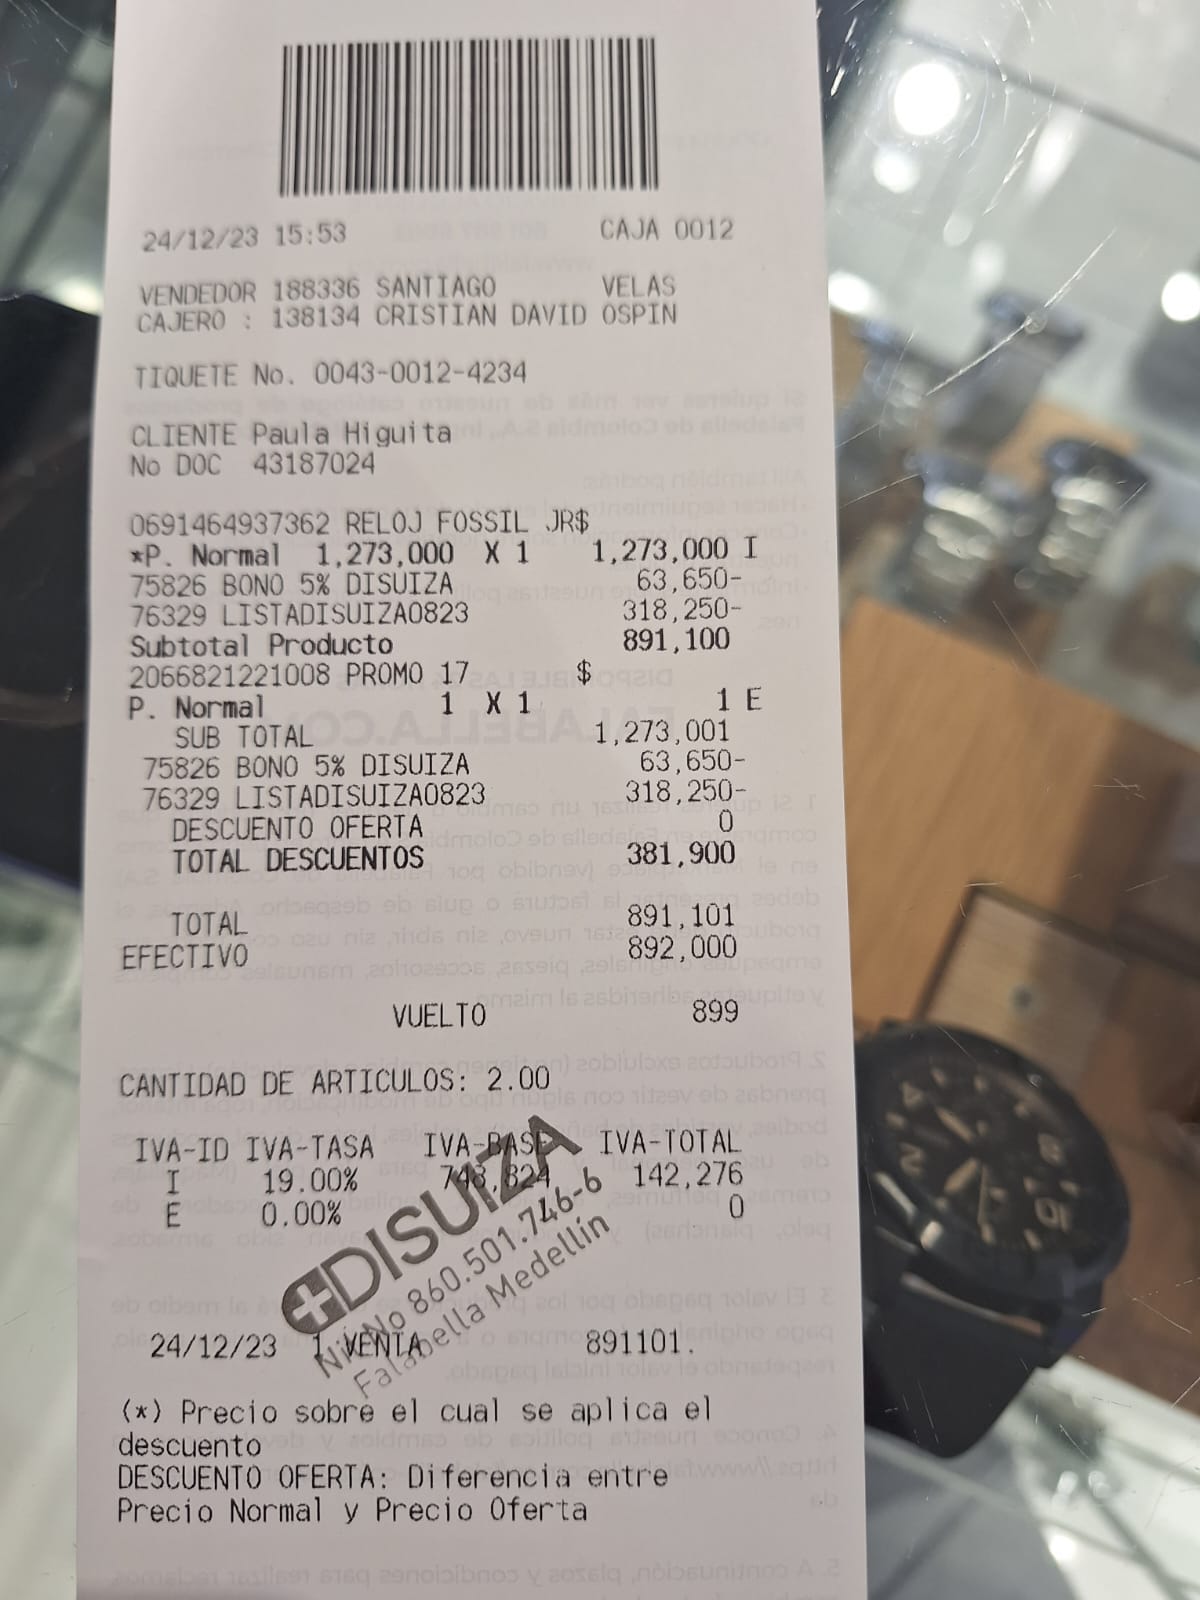 24/12/23 15:53 CAJA 0012
VENDEDOR 188336 SANTIAGO VELAS
CAJERO : 138134 CRISTIAN DAVID OSPIN
TIQUETE No. 0043-0012-4234
CLIENTE Paula Higuita
No DOC 43187024
0691464937362 RELOJ FOSSIL JR$
*P. Normal 1,273,000 X 1 1,273,000 I
75826 BONO 5% DISUIZA 63,650-
76329 LISTADISUIZA0823 318,250-
Subtotal Producto 891,100
2066821221008 PROMO 17 $
P. Normal 1 X 1 1 E
SUB TOTAL 1,273,001
75826 BONO 5% DISUIZA 63,650-
76329 LISTADISUIZA0823 318,250-
DESCUENTO OFERTA 0
TOTAL DESCUENTOS 381,900
TOTAL 891,101
EFECTIVO 892,000
VUELTO 899
CANTIDAD DE ARTICULOS: 2.00
IVA-ID IVA-TASA IVA-BASE IVA-TOTAL
I 19.00% 748,824 142,276
E 0.00% 0
DISUIZA
Nit. No 860.501.746-6
Falabella Medellín
24/12/23 1 VENTA 891101.
(*) Precio sobre el cual se aplica el
descuento
DESCUENTO OFERTA: Diferencia entre
Precio Normal y Precio Oferta